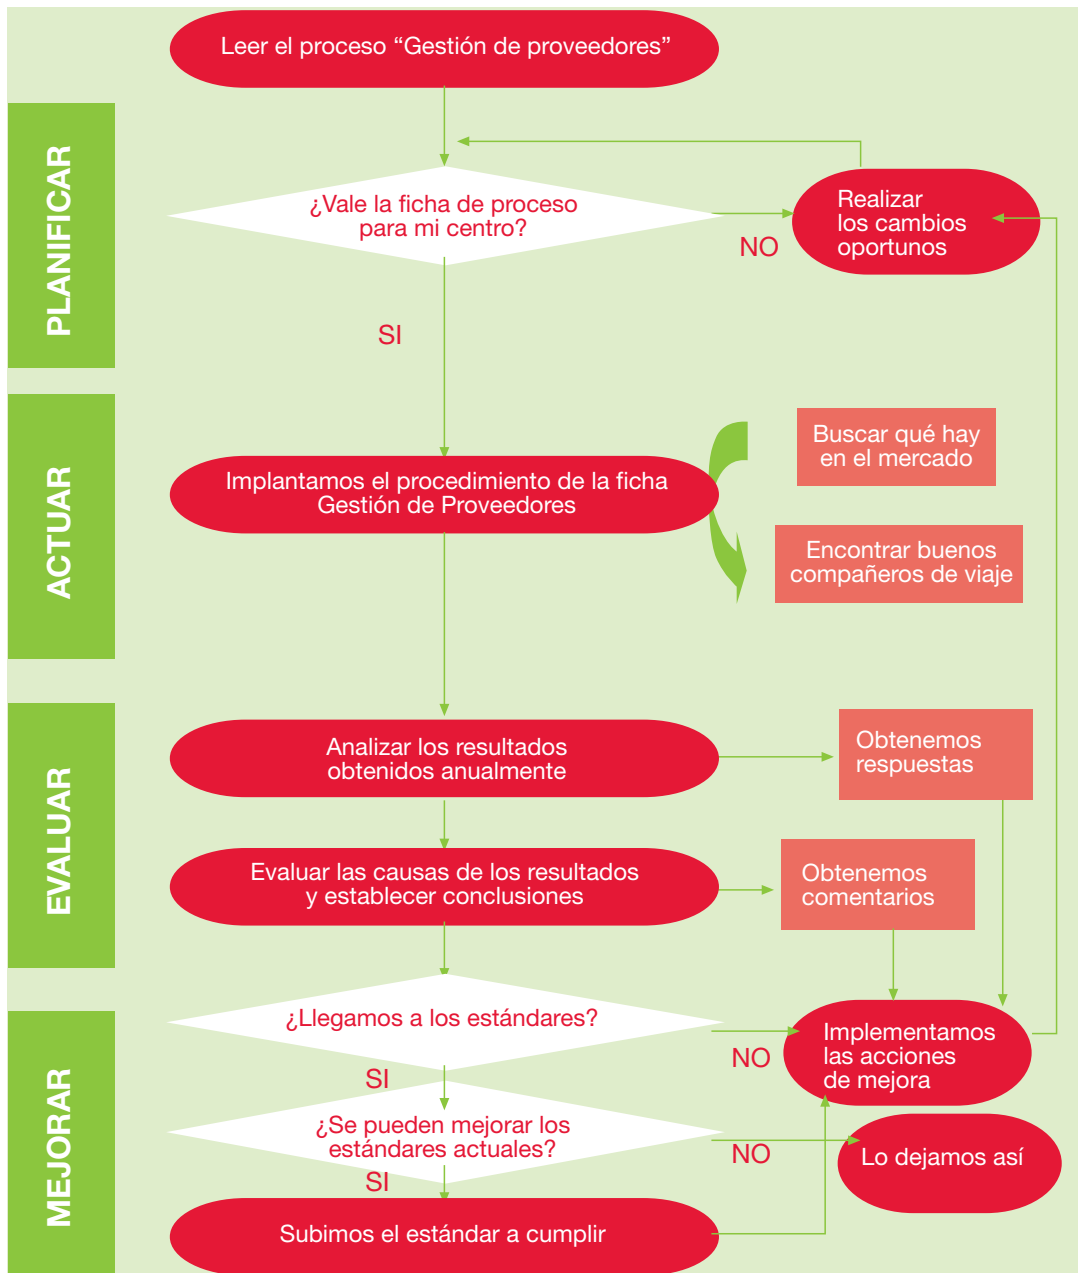 Leer el proceso “Gestión de proveedores”
PLANIFICAR
¿Vale la ficha de proceso
para mi centro?
NO
Realizar
los cambios
oportunos
SI
ACTUAR
Implantamos el procedimiento de la ficha
Gestión de Proveedores
Buscar qué hay
en el mercado
Encontrar buenos
compañeros de viaje
EVALUAR
Analizar los resultados
obtenidos anualmente
Obtenemos
respuestas
Evaluar las causas de los resultados
y establecer conclusiones
Obtenemos
comentarios
MEJORAR
¿Llegamos a los estándares?
NO
Implementamos
las acciones
de mejora
SI
¿Se pueden mejorar los
estándares actuales?
NO
Lo dejamos así
SI
Subimos el estándar a cumplir